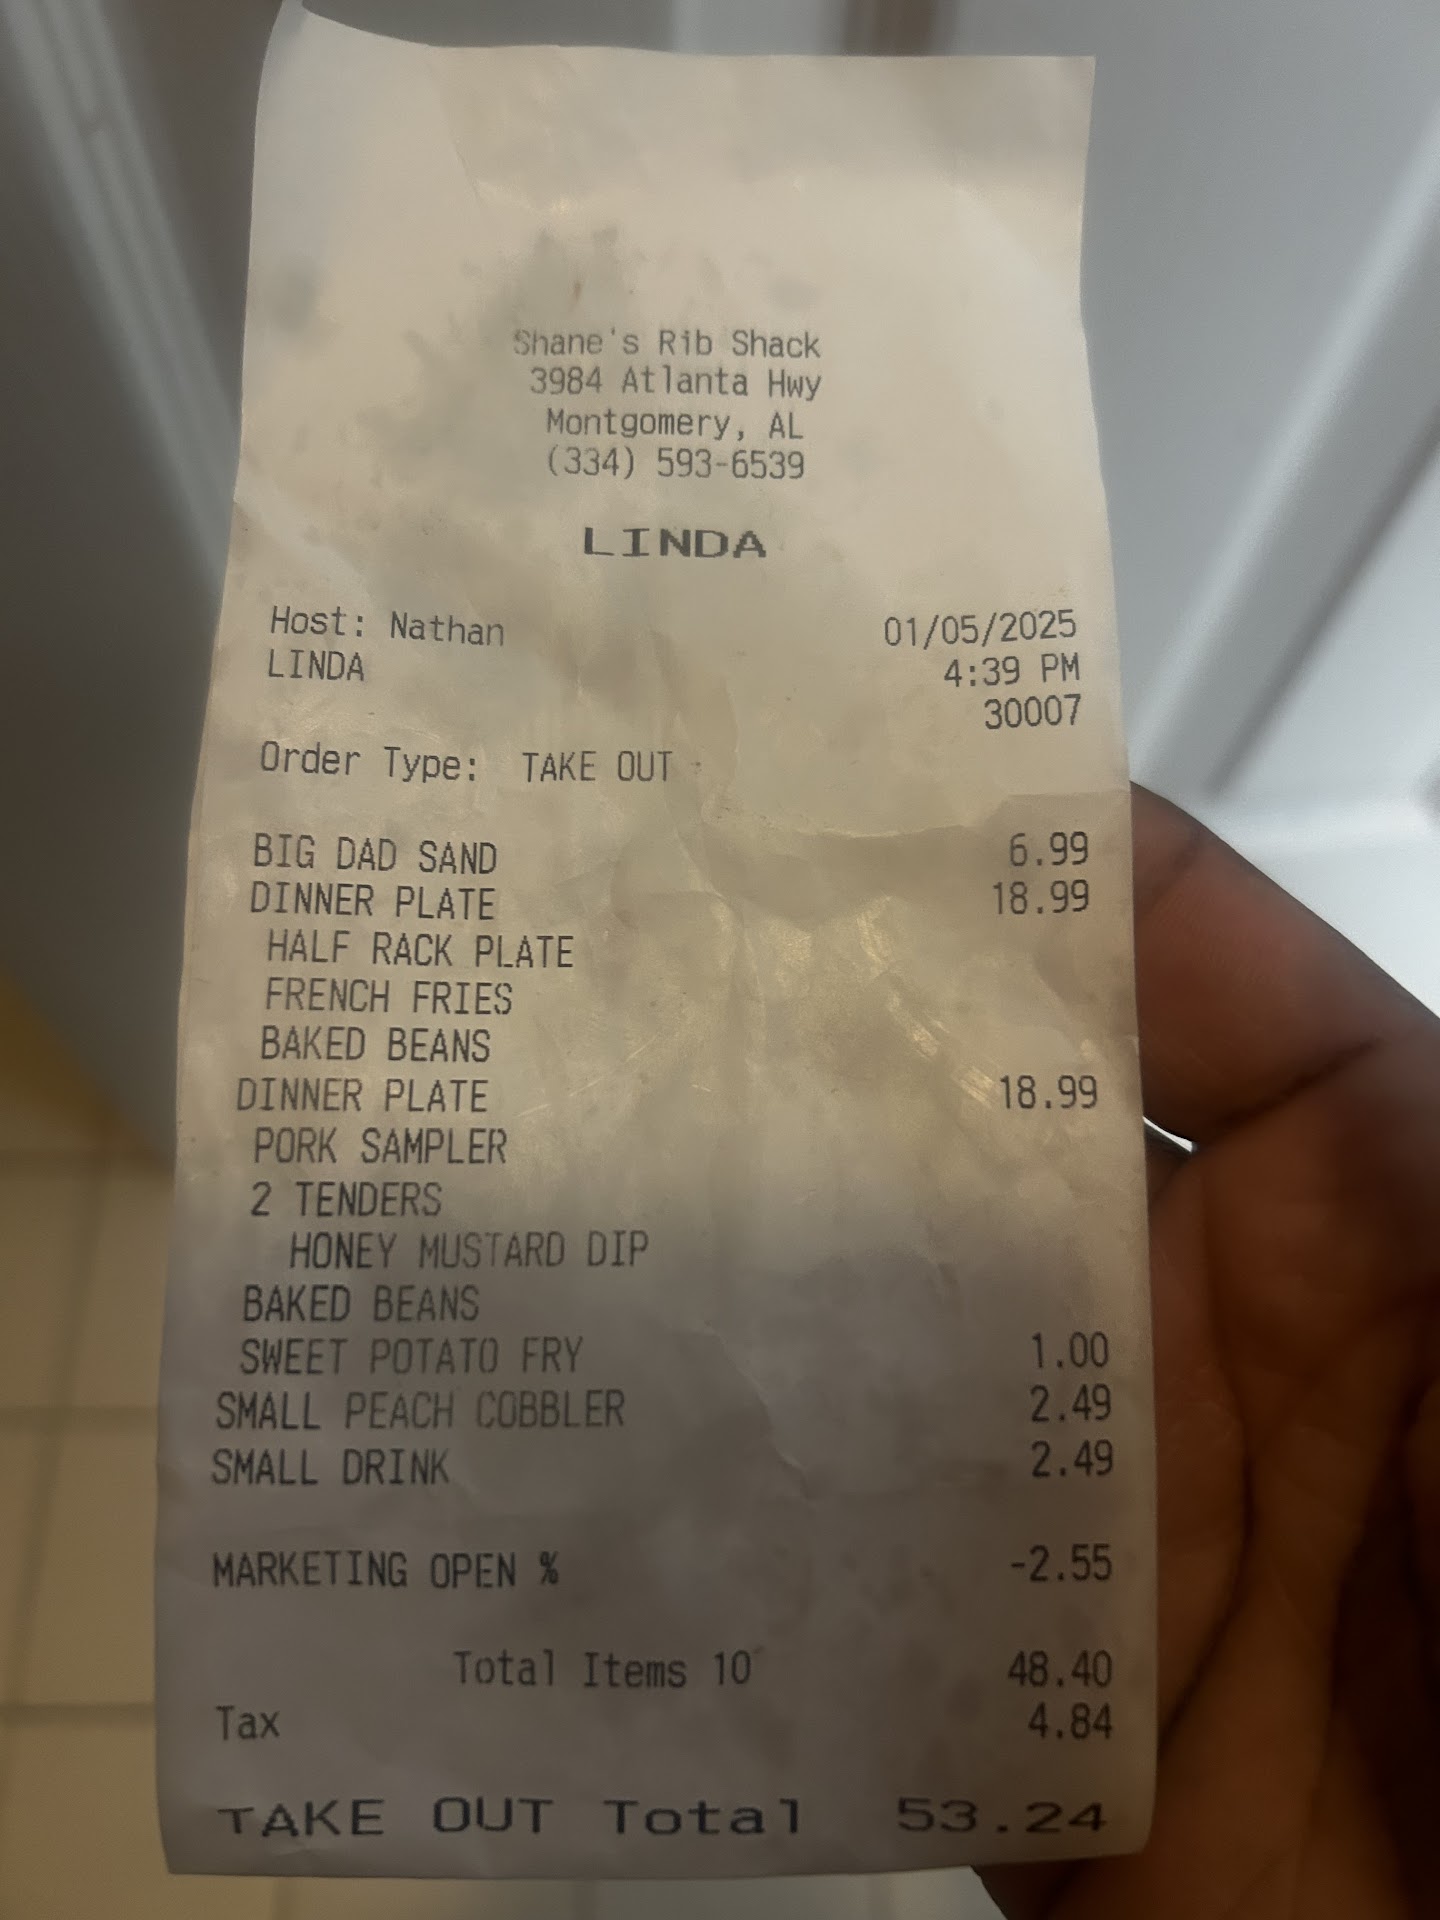 Shane's Rib Shack
3984 Atlanta Hwy
Montgomery, AL
(334) 593-6539
LINDA
Host: Nathan 01/05/2025
LINDA 4:39 PM
30007
Order Type: TAKE OUT
BIG DAD SAND 6.99
DINNER PLATE 18.99
HALF RACK PLATE
FRENCH FRIES
BAKED BEANS
DINNER PLATE 18.99
PORK SAMPLER
2 TENDERS
HONEY MUSTARD DIP
BAKED BEANS
SWEET POTATO FRY 1.00
SMALL PEACH COBBLER 2.49
SMALL DRINK 2.49
MARKETING OPEN % -2.55
Total Items 10 48.40
Tax 4.84
TAKE OUT Total 53.24